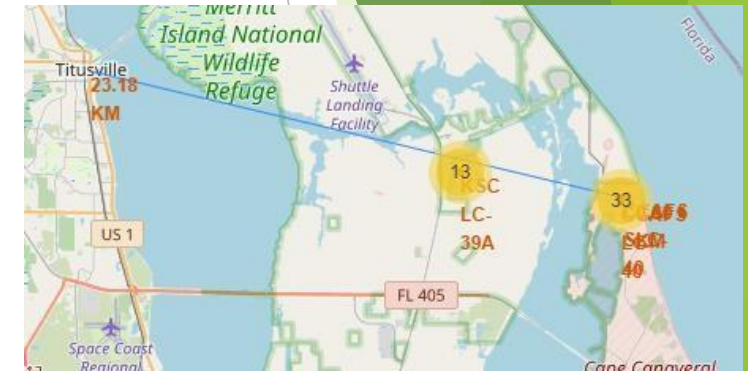 Merritt
Island National
Wildlife
Refuge
Florida
Titusville
23.18
KM
Shuttle
Landing
Facility
13
KSC
LC-
39A
33
40
US 1
FL 405
Space Coast
Regional
Cape Canaveral